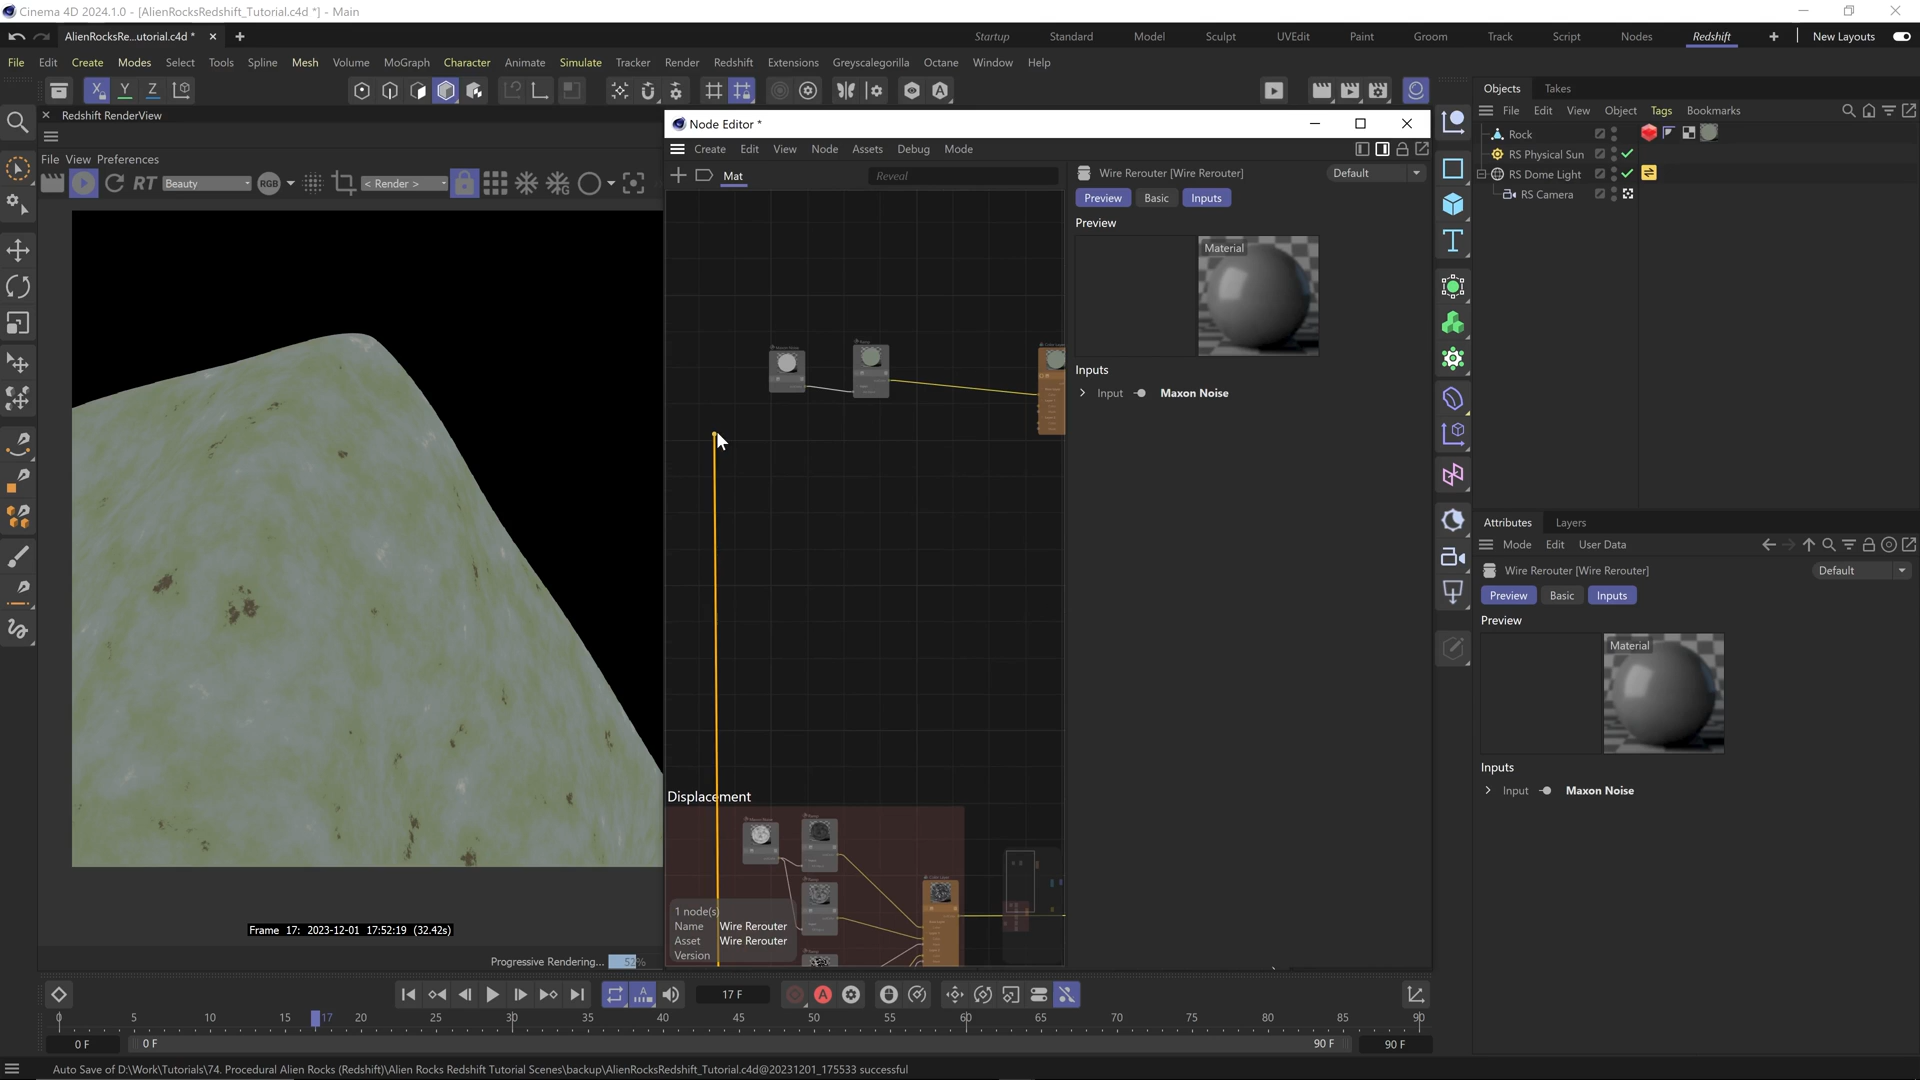 Cinema 4D 2024.1.0 - [AlienRocksRedshift_Tutorial.c4d *] - Main
AlienRocksRe...utorial.c4d *
Startup Standard Model Sculpt UVEdit Paint Groom Track Script Nodes Redshift New Layouts
File Edit Create Modes Select Tools Spline Mesh Volume MoGraph Character Animate Simulate Tracker Render Redshift Extensions Greyscalegorilla Octane Window Help
X Y Z
Objects Takes
File Edit View Object Tags Bookmarks
Rock
RS Physical Sun
RS Dome Light
RS Camera
Redshift RenderView
File View Preferences
RT Beauty RGB < Render >
Node Editor *
Create Edit View Node Assets Debug Mode
Mat Reveal
Wire Rerouter [Wire Rerouter] Default
Preview Basic Inputs
Preview
Material
Inputs
Input Maxon Noise
Displacement
1 node(s)
Name Wire Rerouter
Asset Wire Rerouter
Version
Attributes Layers
Mode Edit User Data
Wire Rerouter [Wire Rerouter] Default
Preview Basic Inputs
Preview
Material
Inputs
Input Maxon Noise
Frame 17: 2023-12-01 17:52:19 (32.42s)
Progressive Rendering... 52%
17 F
0 5 10 15 17 20 25 30 35 40 45 50 55 60 65 70 75 80 85 90
0 F 0 F 90 F 90 F
Auto Save of D:\Work\Tutorials\74. Procedural Alien Rocks (Redshift)\Alien Rocks Redshift Tutorial Scenes\backup\AlienRocksRedshift_Tutorial.c4d@20231201_175533 successful